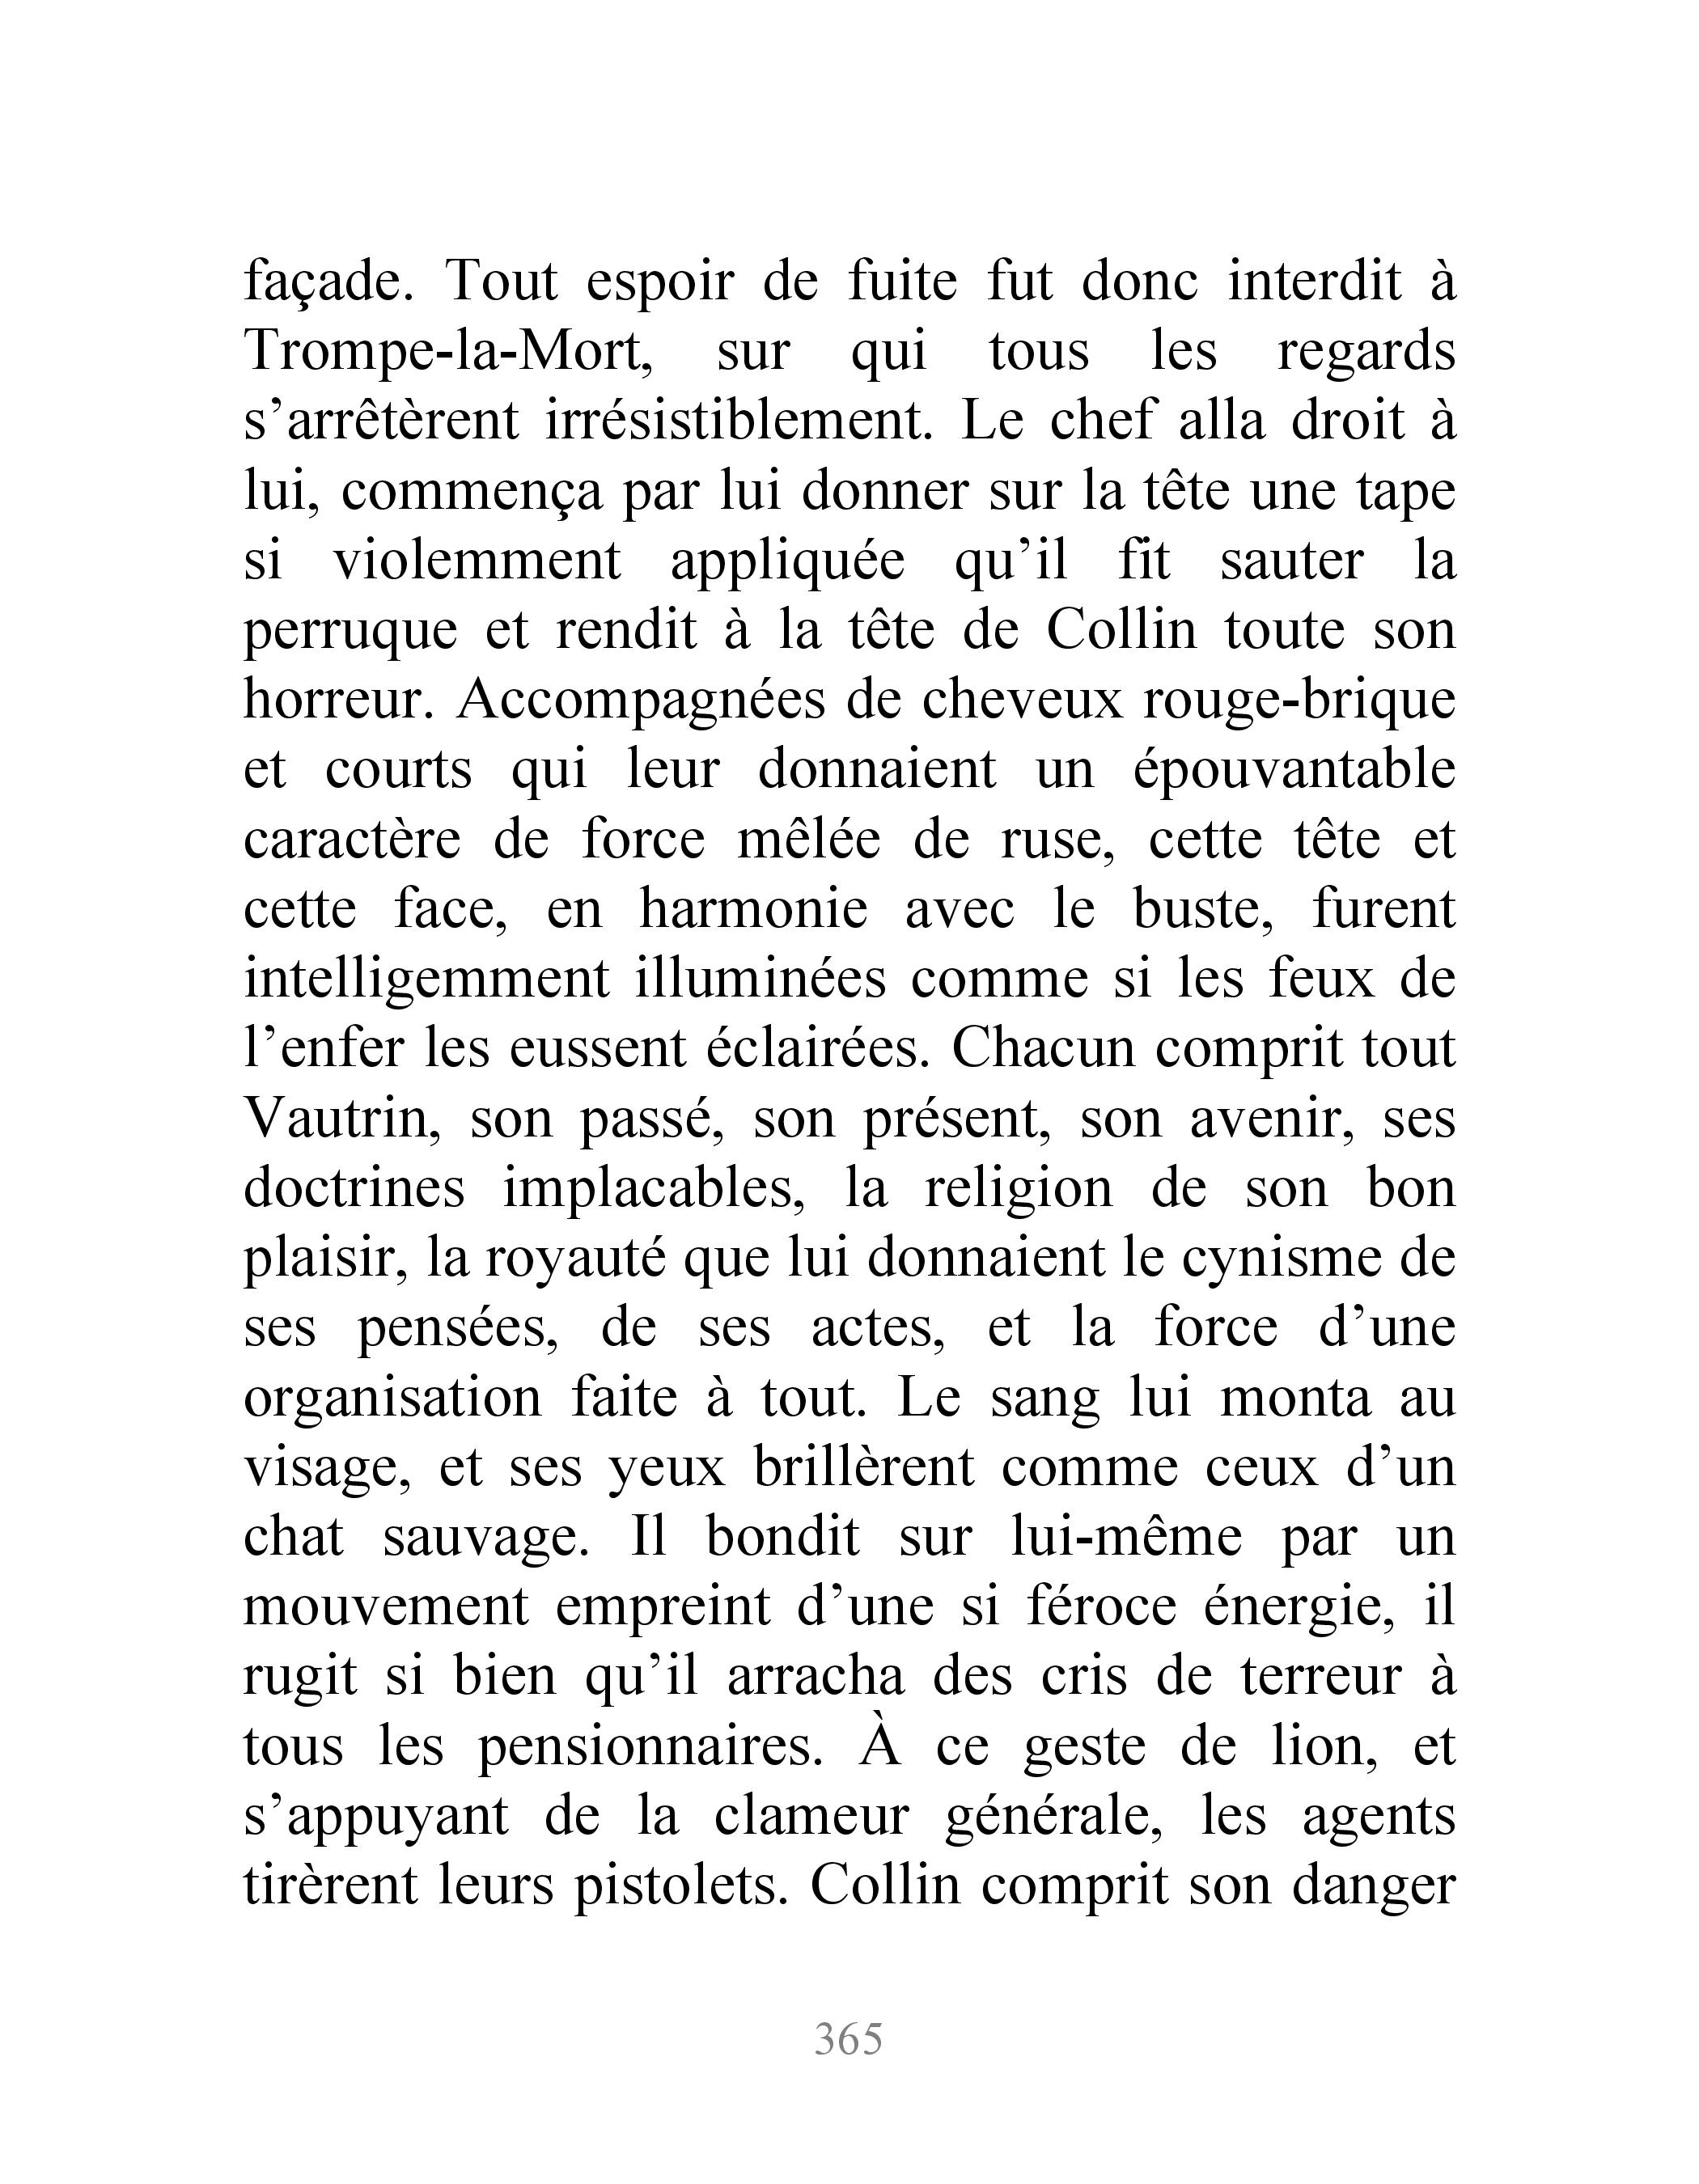 façade. Tout espoir de fuite fut donc interdit à
Trompe-la-Mort, sur qui tous les regards
s’arrêtèrent irrésistiblement. Le chef alla droit à
lui, commença par lui donner sur la tête une tape
si violemment appliquée qu’il fit sauter la
perruque et rendit à la tête de Collin toute son
horreur. Accompagnées de cheveux rouge-brique
et courts qui leur donnaient un épouvantable
caractère de force mêlée de ruse, cette tête et
cette face, en harmonie avec le buste, furent
intelligemment illuminées comme si les feux de
l’enfer les eussent éclairées. Chacun comprit tout
Vautrin, son passé, son présent, son avenir, ses
doctrines implacables, la religion de son bon
plaisir, la royauté que lui donnaient le cynisme de
ses pensées, de ses actes, et la force d’une
organisation faite à tout. Le sang lui monta au
visage, et ses yeux brillèrent comme ceux d’un
chat sauvage. Il bondit sur lui-même par un
mouvement empreint d’une si féroce énergie, il
rugit si bien qu’il arracha des cris de terreur à
tous les pensionnaires. À ce geste de lion, et
s’appuyant de la clameur générale, les agents
tirèrent leurs pistolets. Collin comprit son danger
365